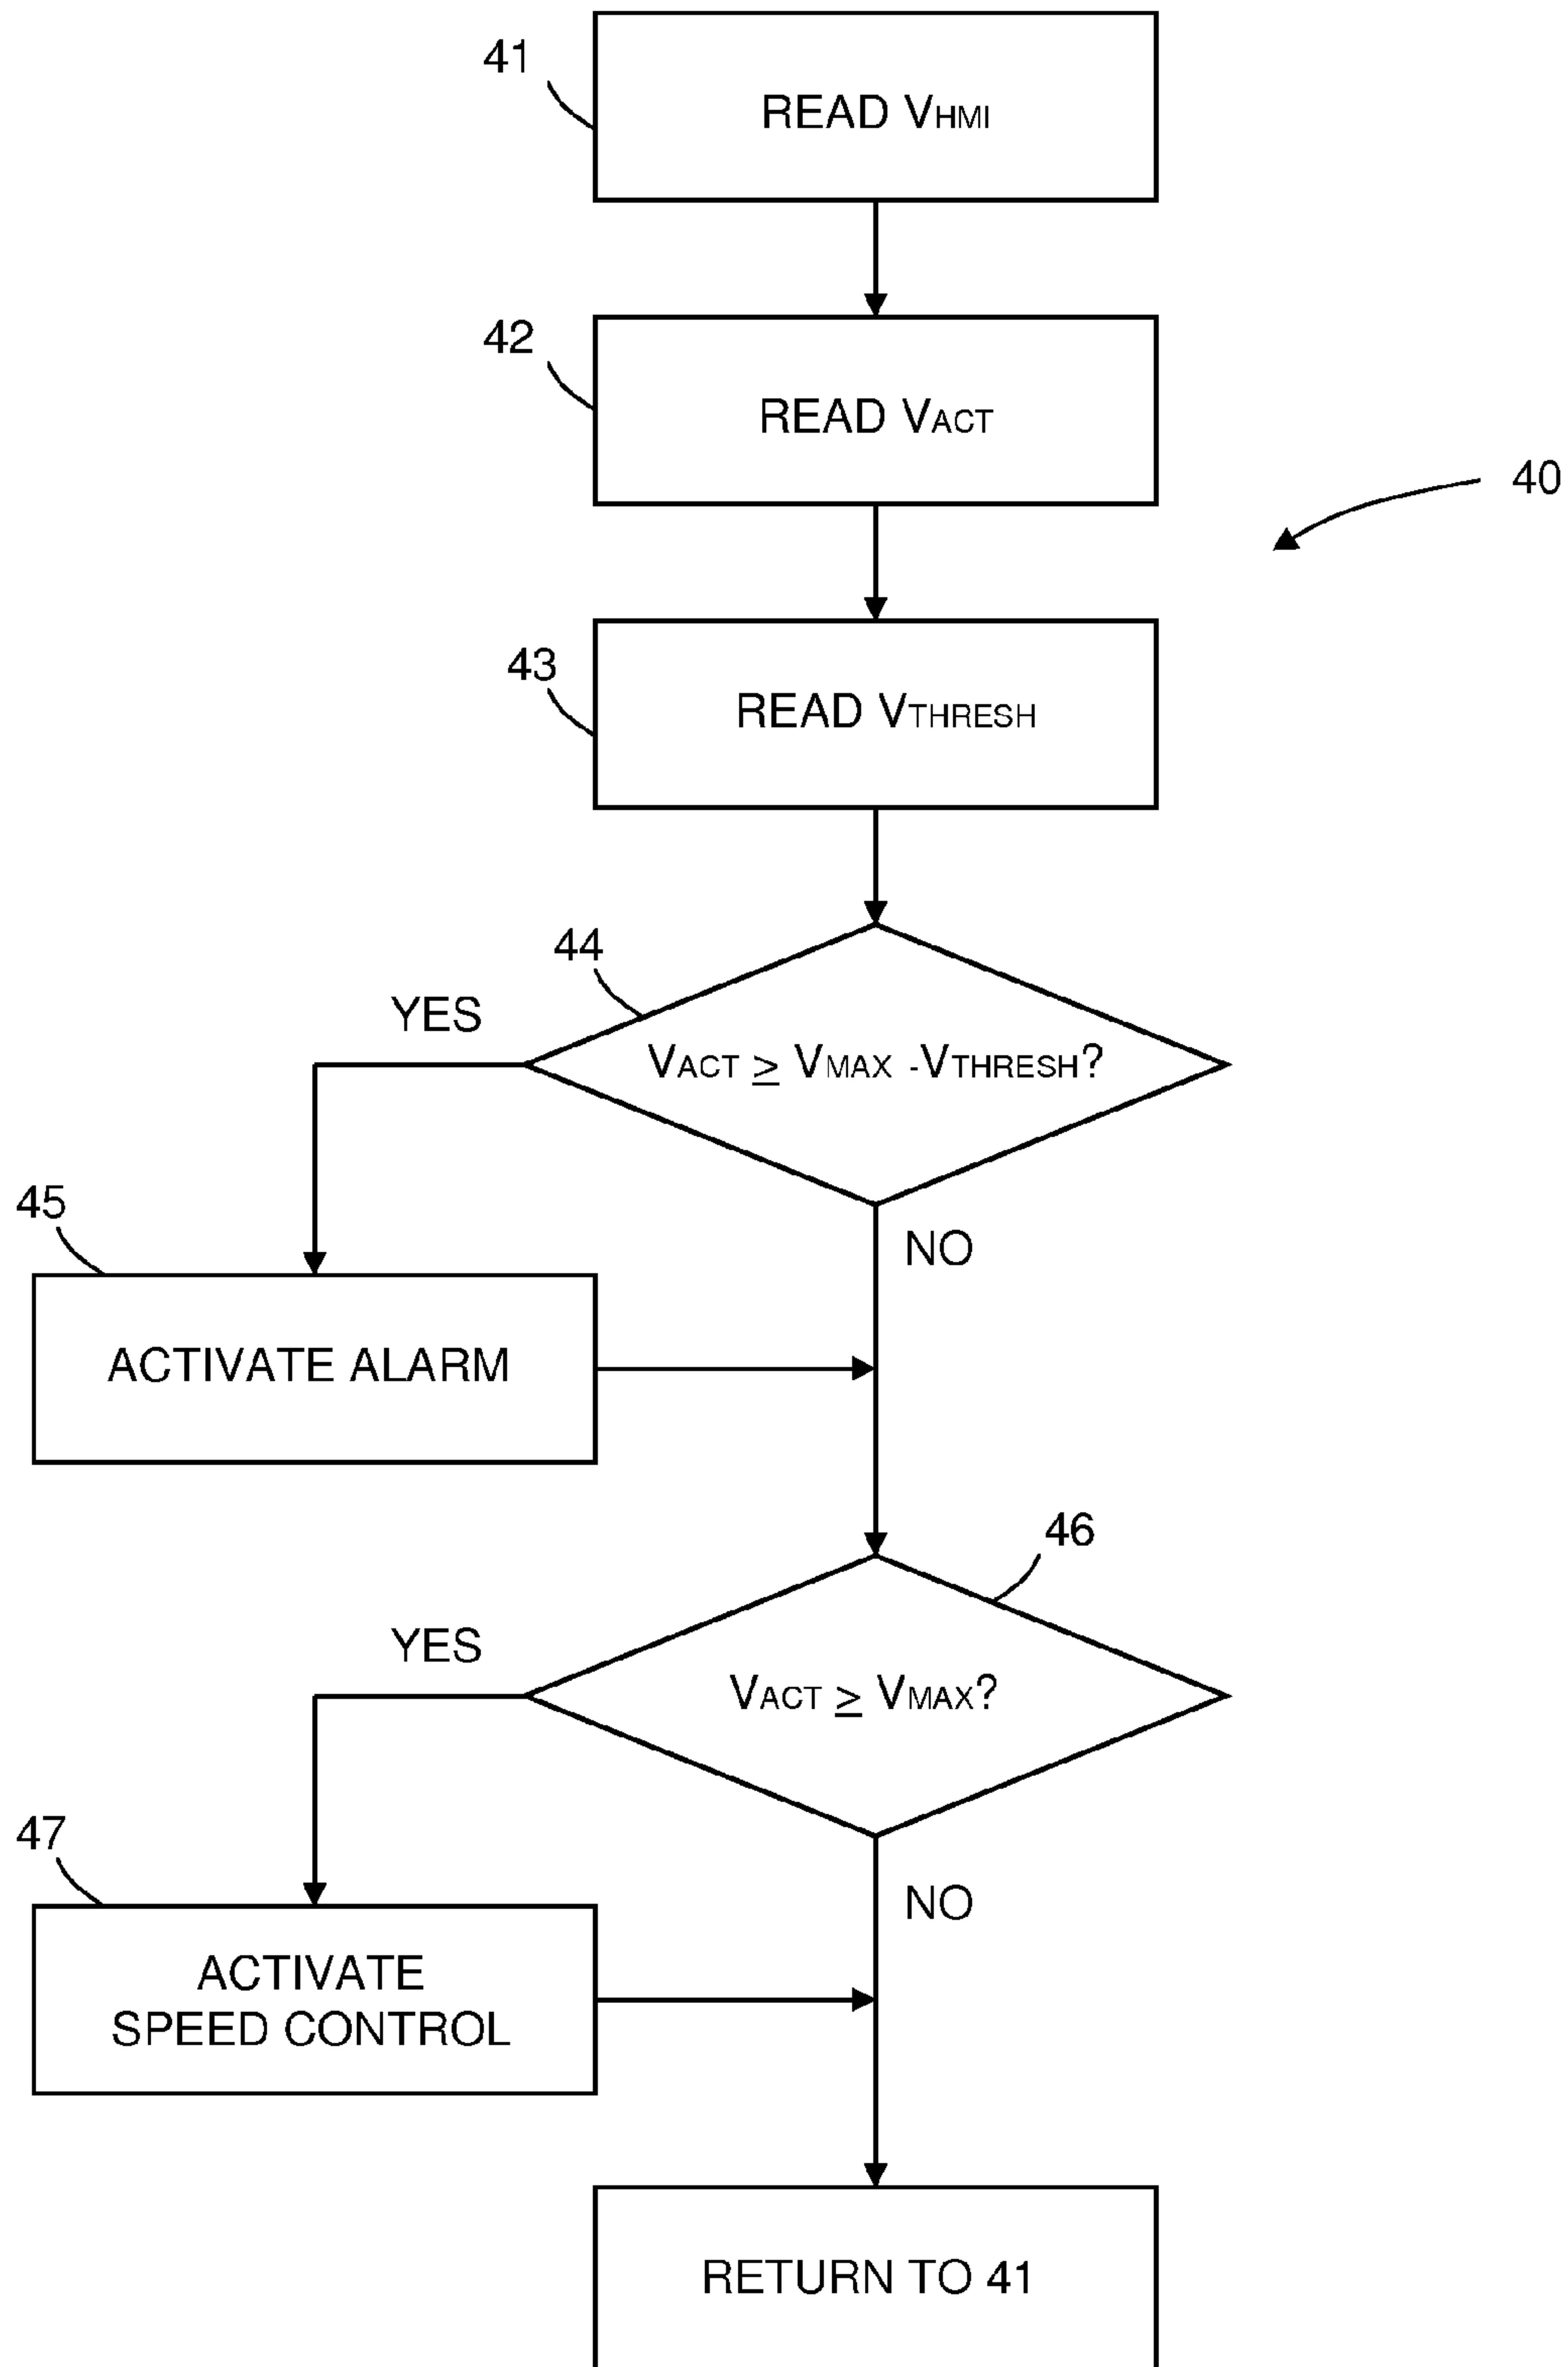 41
READ VHMI
42
READ VACT
40
43
READ VTHRESH
44
YES
VACT ≥ VMAX -VTHRESH?
45
NO
ACTIVATE ALARM
46
YES
VACT ≥ VMAX?
47
NO
ACTIVATE
SPEED CONTROL
RETURN TO 41